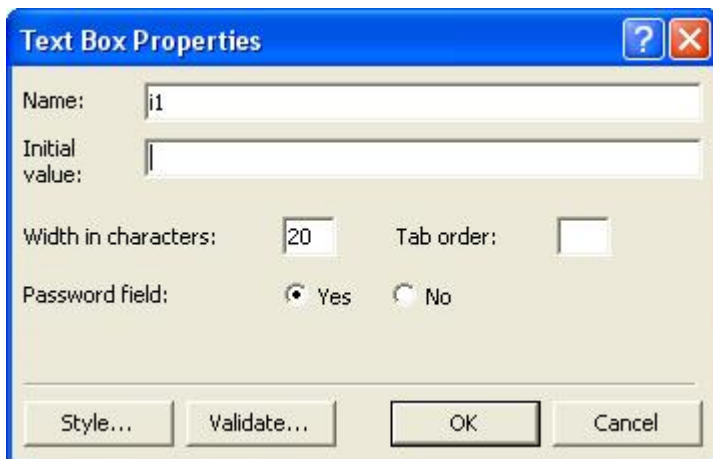 Text Box Properties
Name: i1
Initial
value:
Width in characters: 20 Tab order:
Password field: Yes No
Style... Validate... OK Cancel